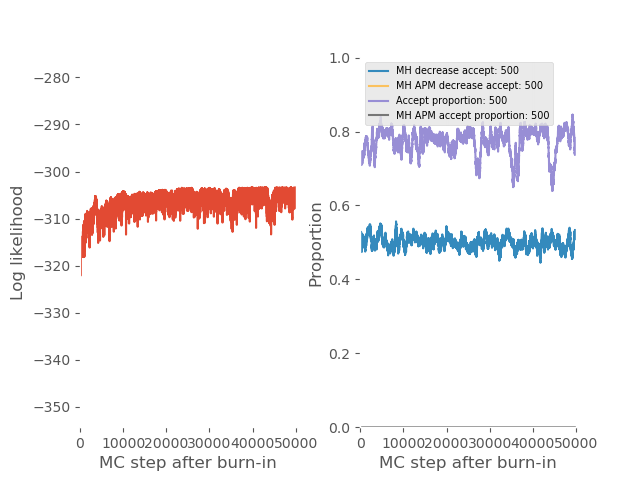 −280
−290
−300
−310
−320
−330
−340
−350
Log likelihood
0 10000 20000 30000 40000 50000
MC step after burn-in
1.0
0.8
0.6
0.4
0.2
0.0
Proportion
MH decrease accept: 500
MH APM decrease accept: 500
Accept proportion: 500
MH APM accept proportion: 500
0 10000 20000 30000 40000 50000
MC step after burn-in